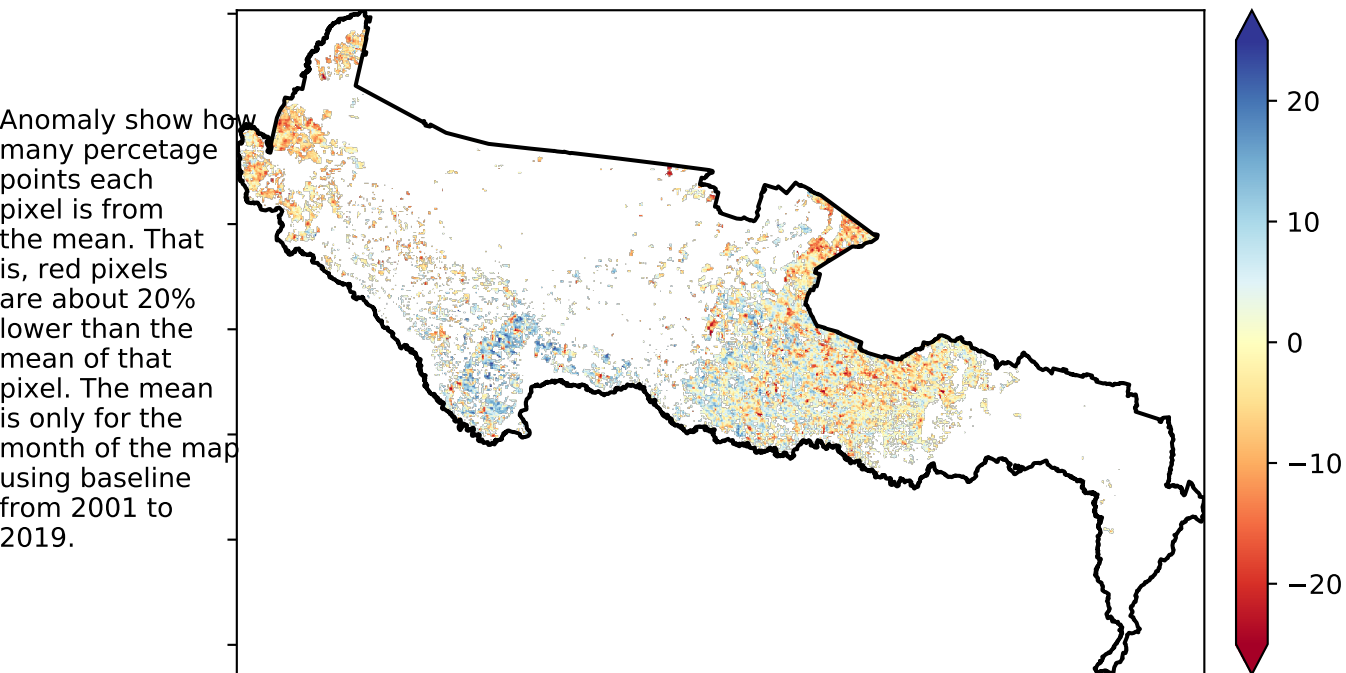 Anomaly show how
many percetage
points each
pixel is from
the mean. That
is, red pixels
are about 20%
lower than the
mean of that
pixel. The mean
is only for the
month of the map
using baseline
from 2001 to
2019.
20
10
0
−10
−20